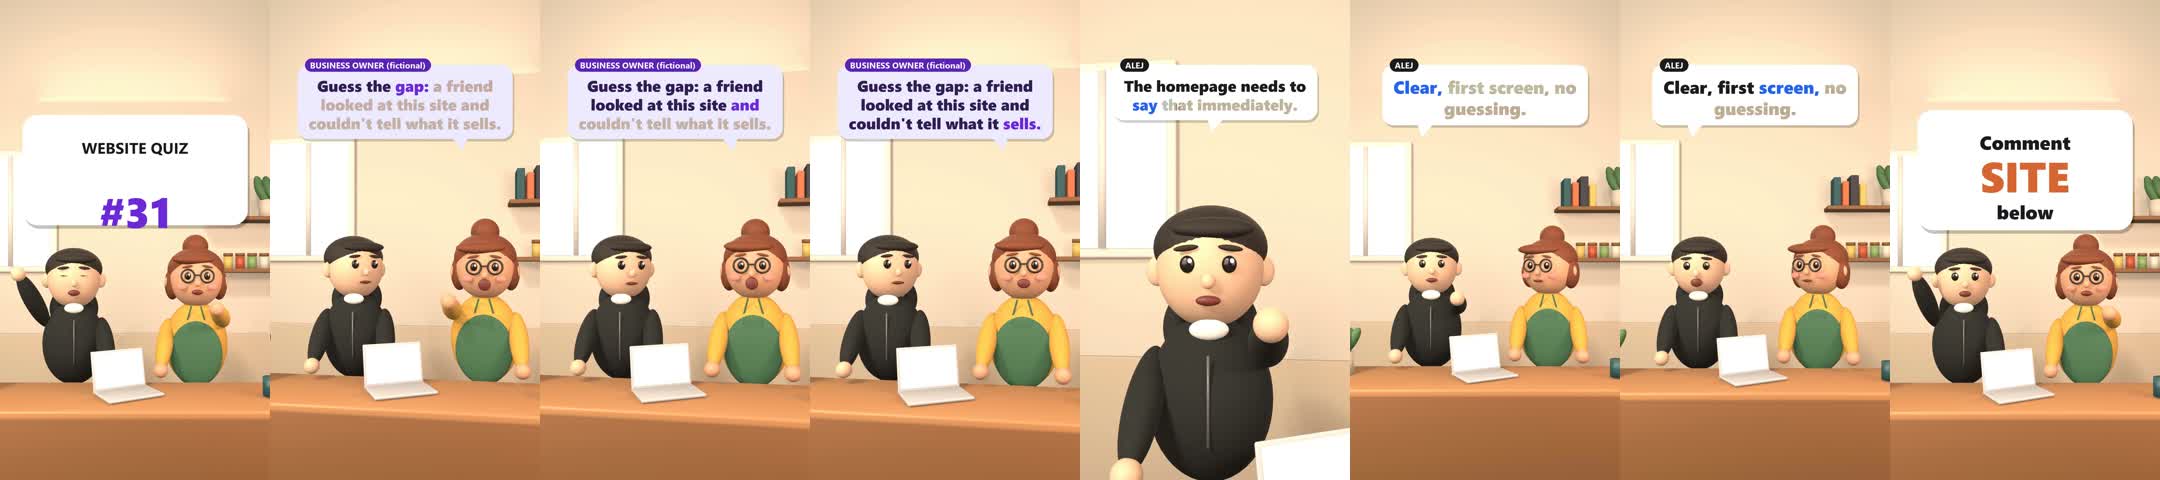 WEBSITE QUIZ
#31
BUSINESS OWNER (fictional)
Guess the gap: a friend
looked at this site and
couldn't tell what it sells.
BUSINESS OWNER (fictional)
Guess the gap: a friend
looked at this site and
couldn't tell what it sells.
BUSINESS OWNER (fictional)
Guess the gap: a friend
looked at this site and
couldn't tell what it sells.
ALEJ
The homepage needs to
say that immediately.
ALEJ
Clear, first screen, no
guessing.
ALEJ
Clear, first screen, no
guessing.
Comment
SITE
below